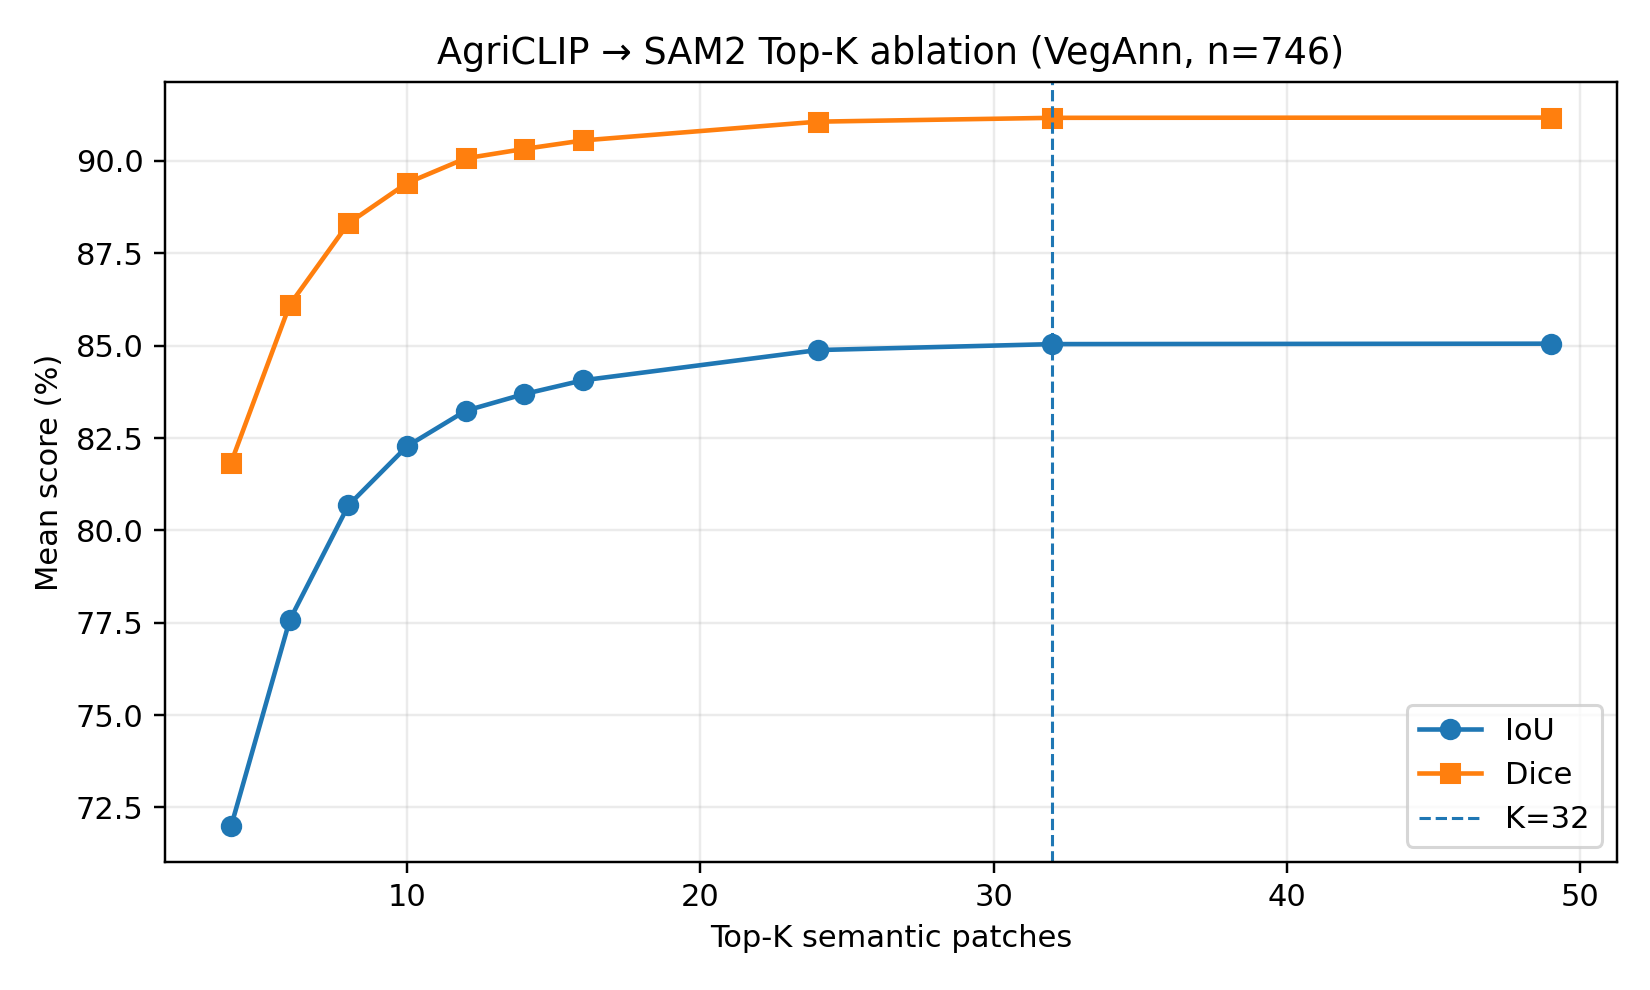 AgriCLIP → SAM2 Top-K ablation (VegAnn, n=746)
Mean score (%)
90.0
87.5
85.0
82.5
80.0
77.5
75.0
72.5
IoU
Dice
K=32
10 20 30 40 50
Top-K semantic patches